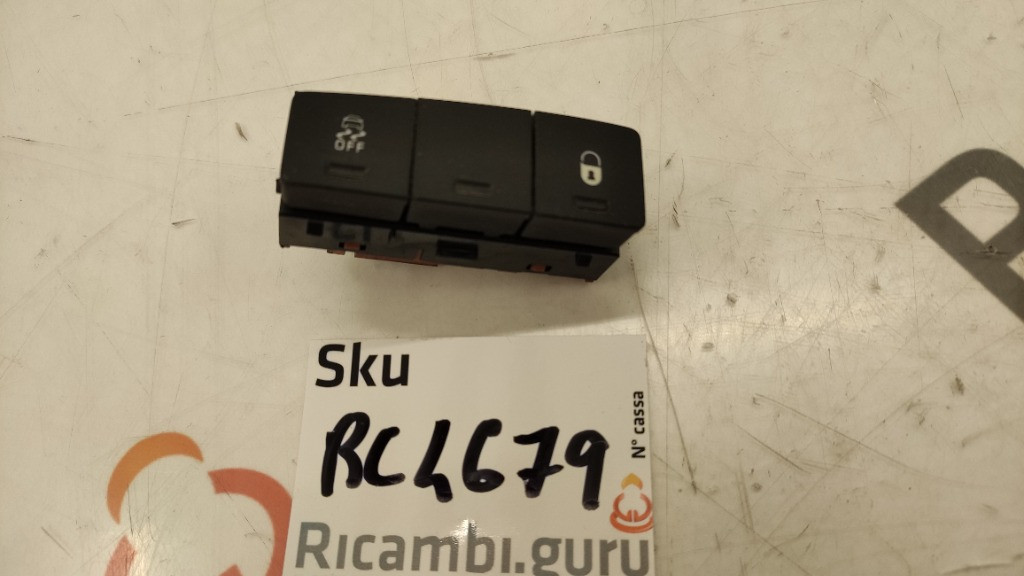 OFF
Sku
RC4679
N° cassa
Ricambi.guru